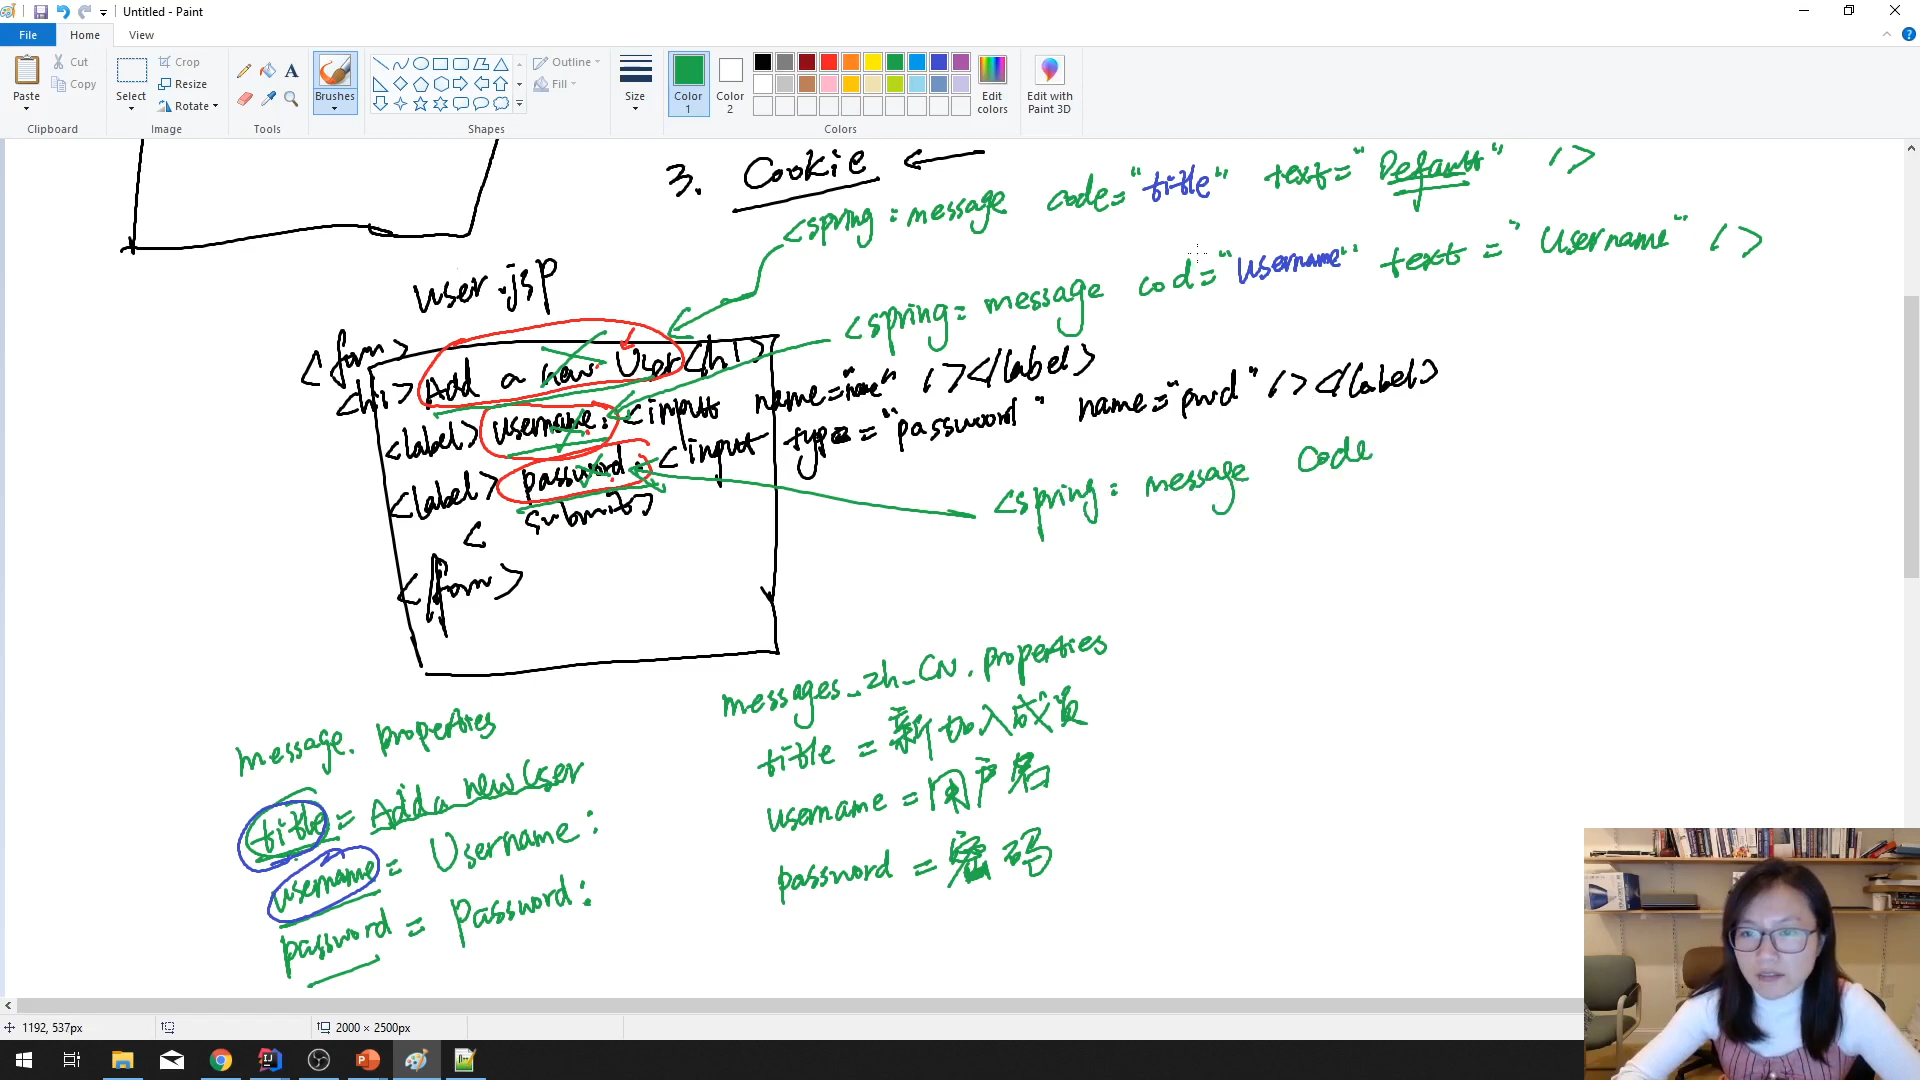 Untitled - Paint
File Home View
Paste Cut Copy Clipboard
Select Crop Resize Rotate Image
Tools
Brushes
Shapes
Outline
Fill
Size
Color 1 Color 2
Edit colors
Colors
Edit with Paint 3D
3. Cookie
<spring:message code="title" text="Default" />
<spring: message cod="username" text = "Username" />
user.jsp
<form>
<h1> Add a new User <h1>
<label> username: <input name="name" /></label>
<label> password: <input type="password" name="pwd" /></label>
< submit>
</form>
<spring: message code
message. properties
title = Add a new User
username = Username:
password = Password:
messages_zh_CN.properties
title = 新加入成员
username = 用户名
password = 密码
1192, 537px
2000 × 2500px